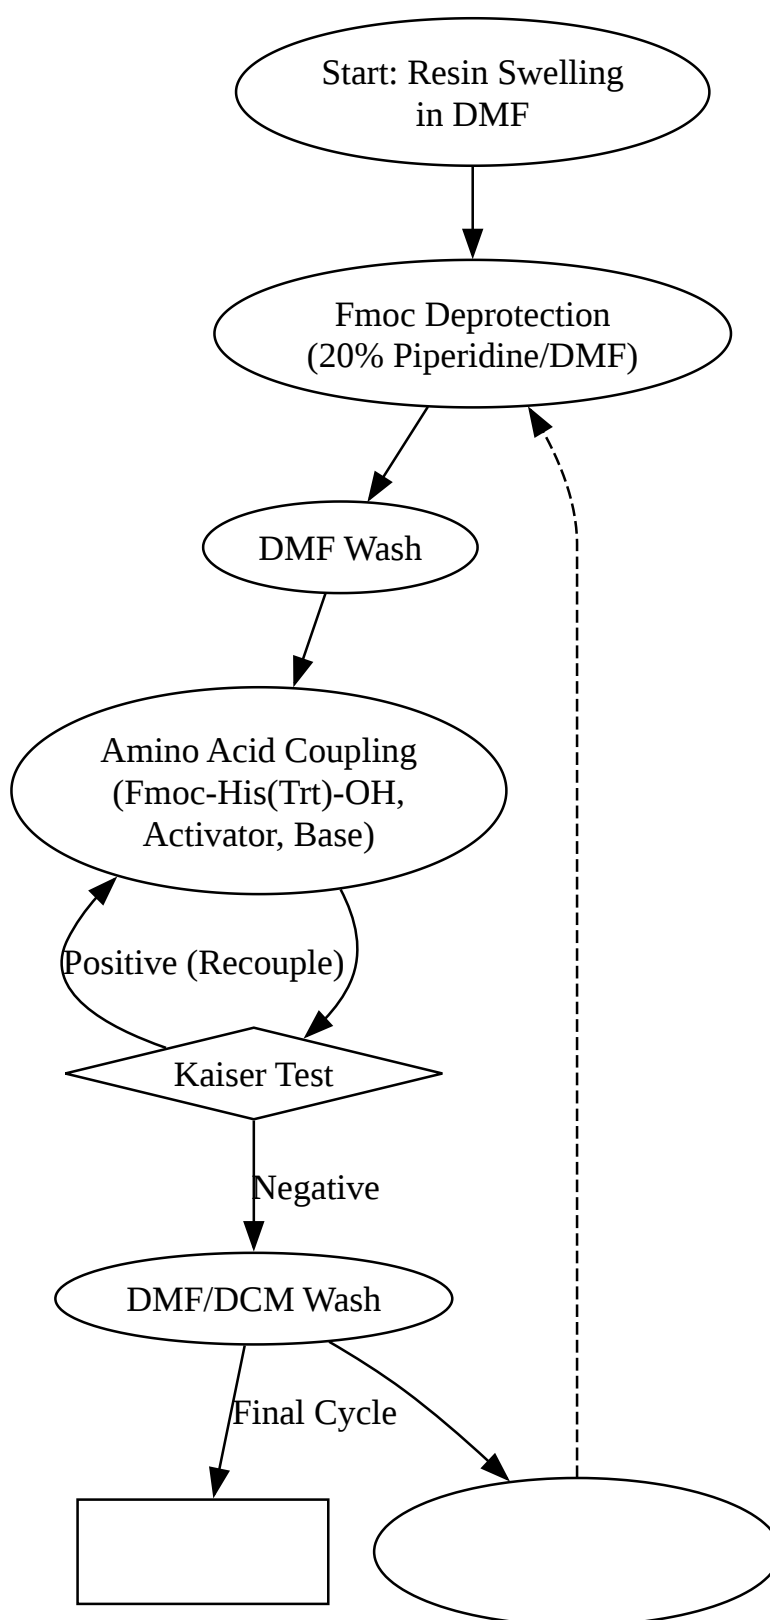 Start: Resin Swelling
in DMF
Fmoc Deprotection
(20% Piperidine/DMF)
DMF Wash
Amino Acid Coupling
(Fmoc-His(Trt)-OH,
Activator, Base)
Positive (Recouple)
Kaiser Test
Negative
DMF/DCM Wash
Final Cycle